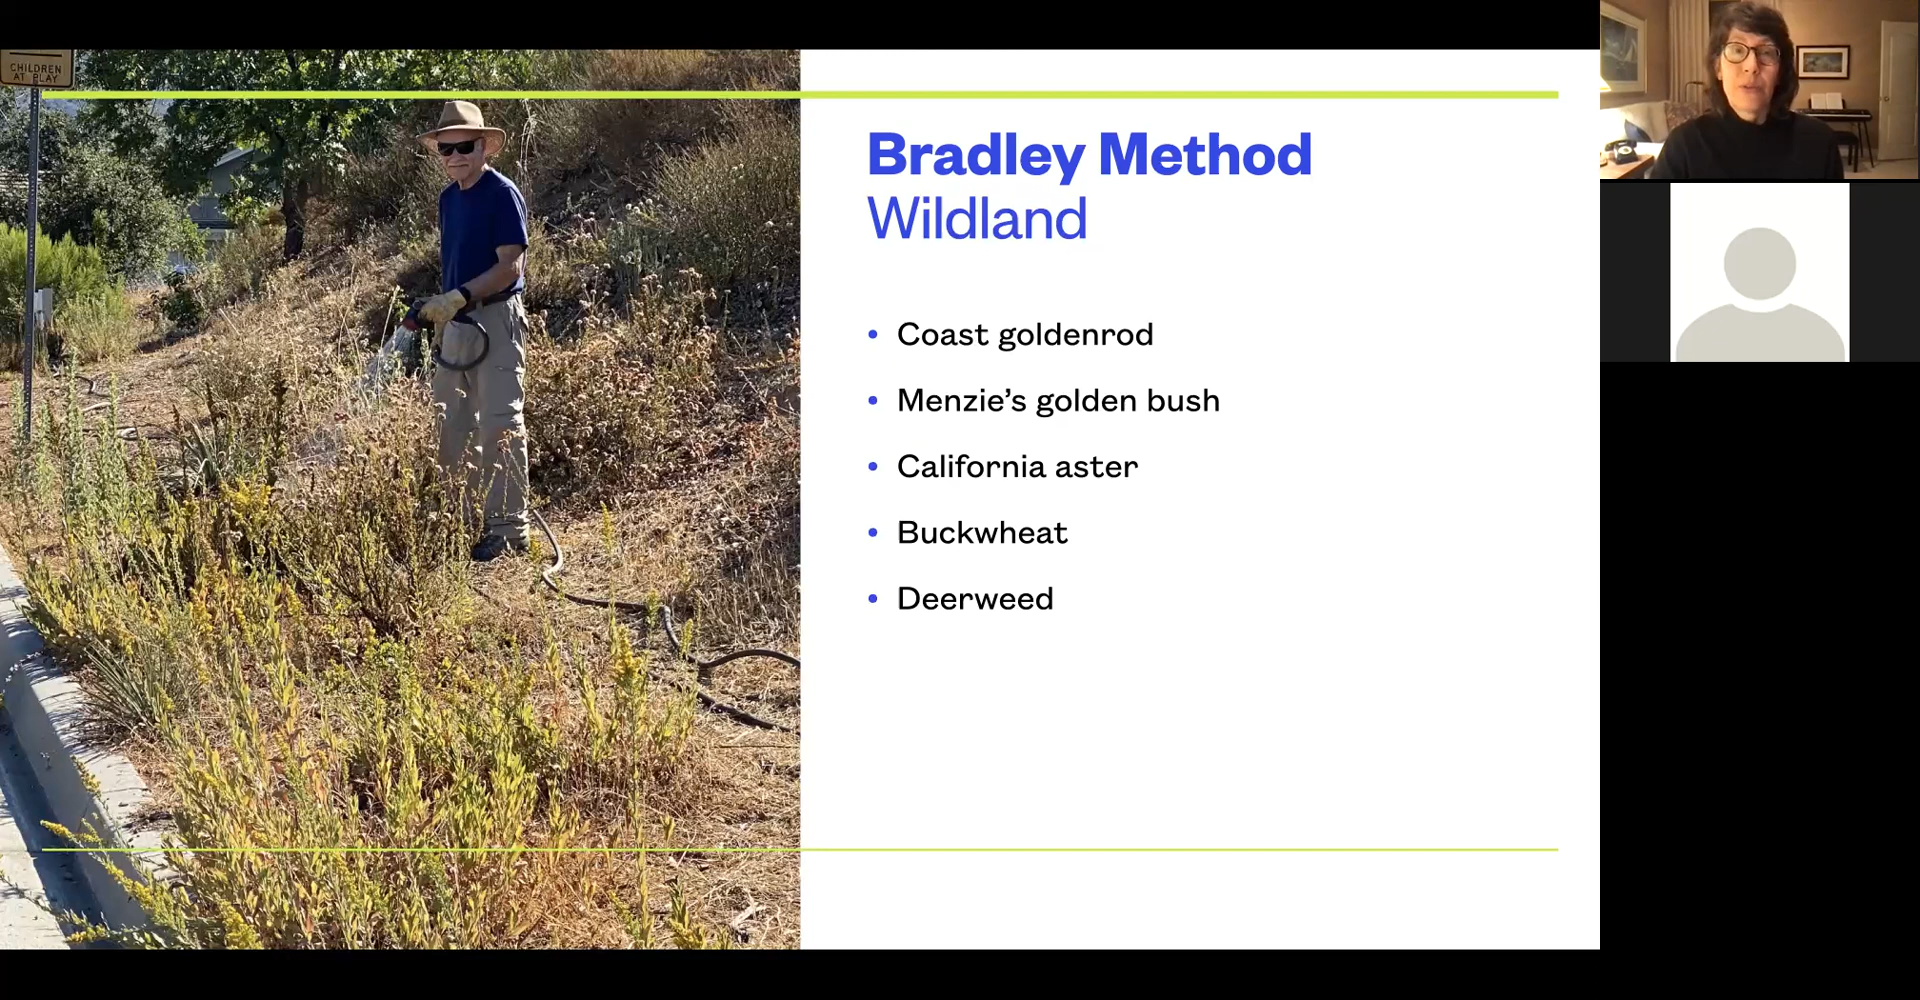 CHILDREN
AT PLAY
Bradley Method
Wildland
• Coast goldenrod
• Menzie’s golden bush
• California aster
• Buckwheat
• Deerweed